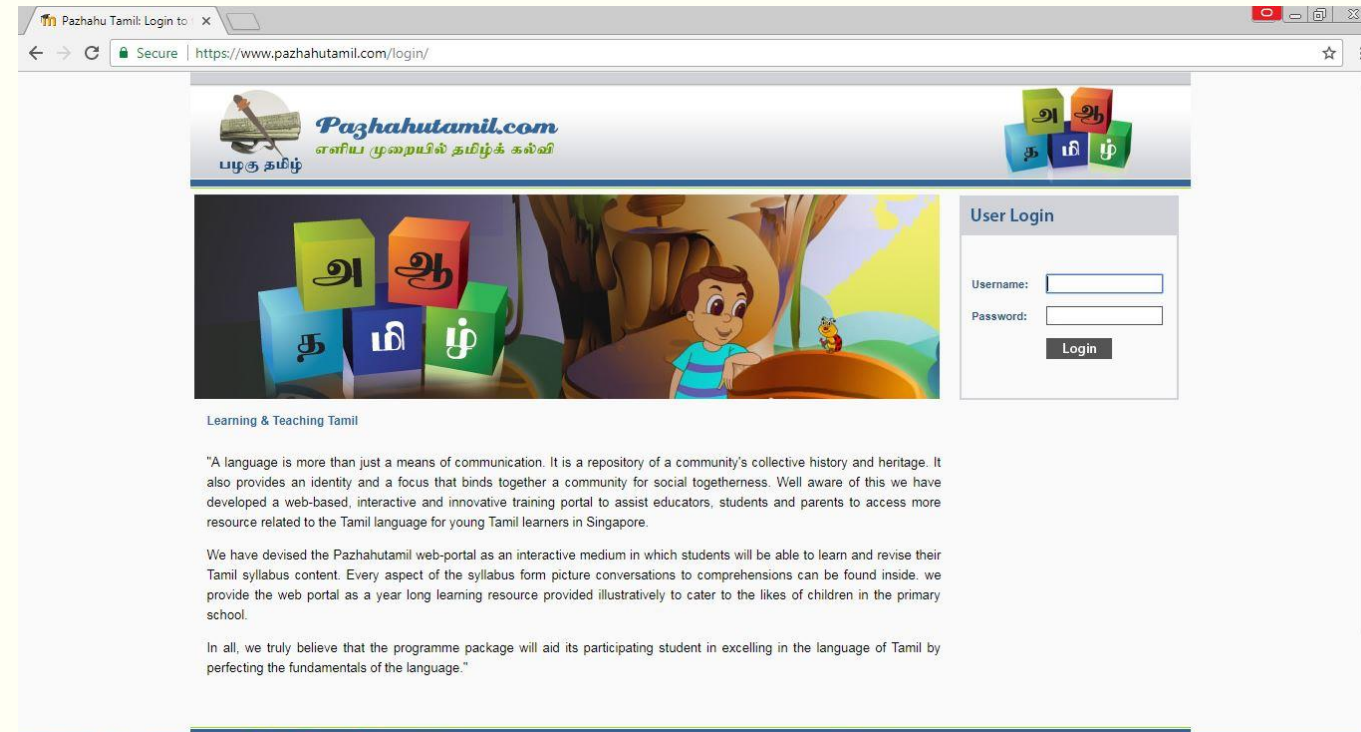 Pazhahu Tamil: Login to
Secure | https://www.pazhahutamil.com/login/
Pazhahutamil.com
எளிய முறையில் தமிழ்க் கல்வி
பழகு தமிழ்
அ ஆ
த மி ழ்
அ ஆ
த மி ழ்
User Login
Username:
Password:
Login
Learning & Teaching Tamil
"A language is more than just a means of communication. It is a repository of a community's collective history and heritage. It
also provides an identity and a focus that binds together a community for social togetherness. Well aware of this we have
developed a web-based, interactive and innovative training portal to assist educators, students and parents to access more
resource related to the Tamil language for young Tamil learners in Singapore.
We have devised the Pazhahutamil web-portal as an interactive medium in which students will be able to learn and revise their
Tamil syllabus content. Every aspect of the syllabus form picture conversations to comprehensions can be found inside. we
provide the web portal as a year long learning resource provided illustratively to cater to the likes of children in the primary
school.
In all, we truly believe that the programme package will aid its participating student in excelling in the language of Tamil by
perfecting the fundamentals of the language."